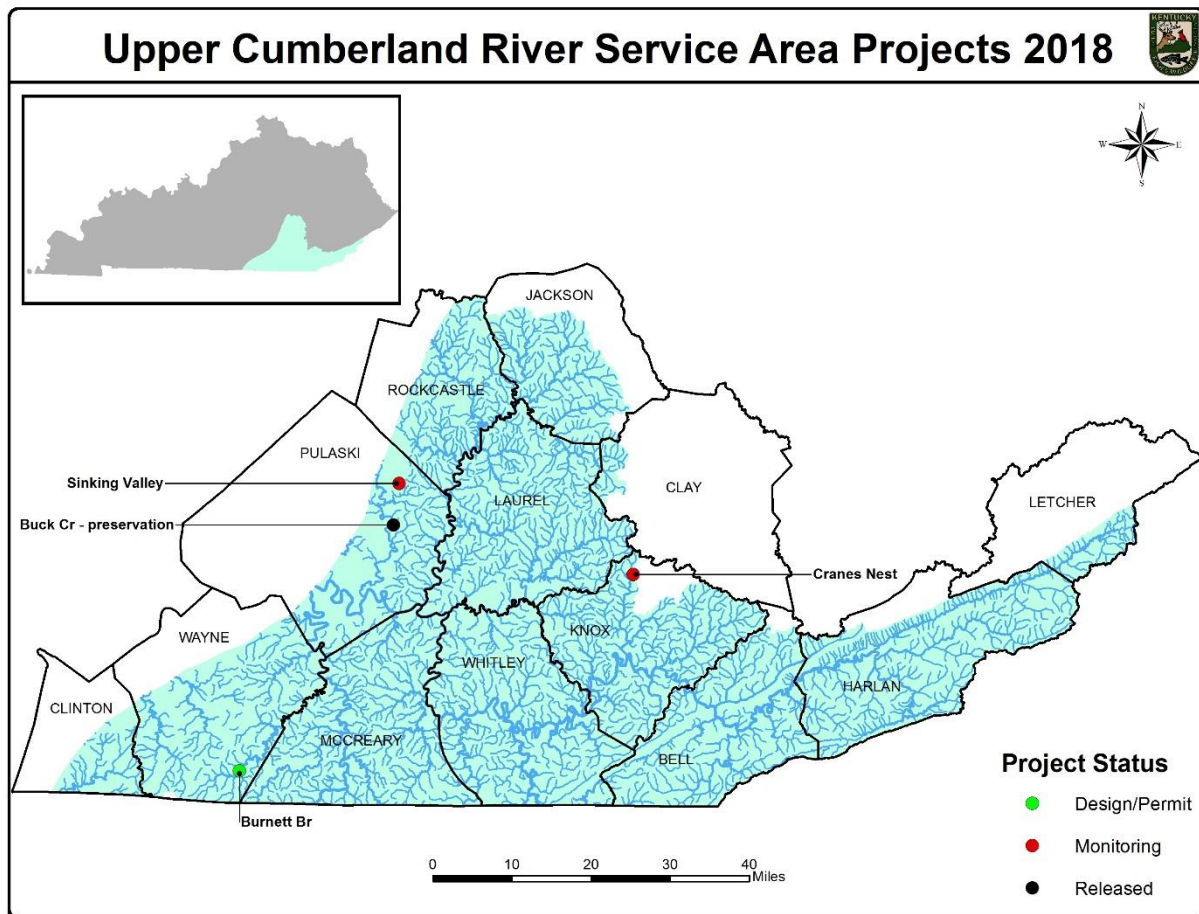 Upper Cumberland River Service Area Projects 2018
KENTUCKY
N
W E
S
JACKSON
ROCKCASTLE
PULASKI
Sinking Valley
CLAY
LAUREL
LETCHER
Buck Cr - preservation
Cranes Nest
WAYNE
KNOX
WHITLEY
HARLAN
CLINTON
MCCREARY
BELL
Burnett Br
Project Status
Design/Permit
Monitoring
Released
0 10 20 30 40
Miles